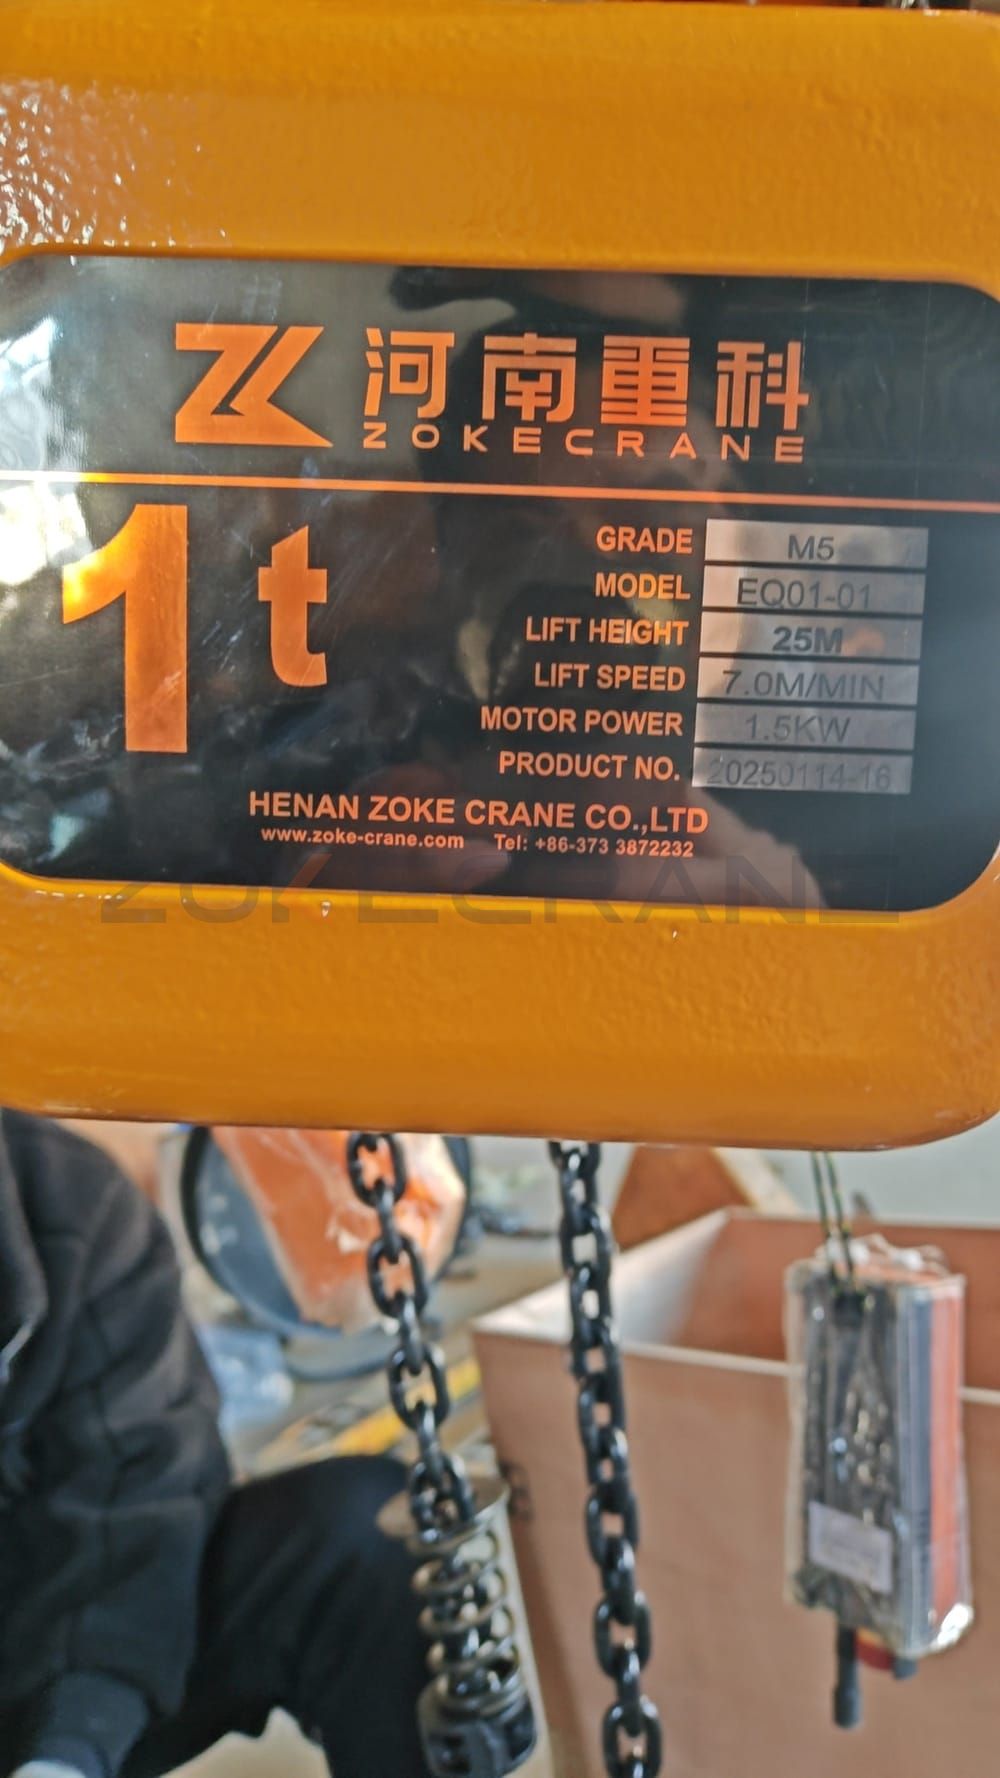 河南重科
ZOKECRANE
1t
GRADE M5
MODEL EQ01-01
LIFT HEIGHT 25M
LIFT SPEED 7.0M/MIN
MOTOR POWER 1.5KW
PRODUCT NO. 20250114-16
HENAN ZOKE CRANE CO.,LTD
www.zoke-crane.com Tel: +86-373 3872232
ZOKECRANE